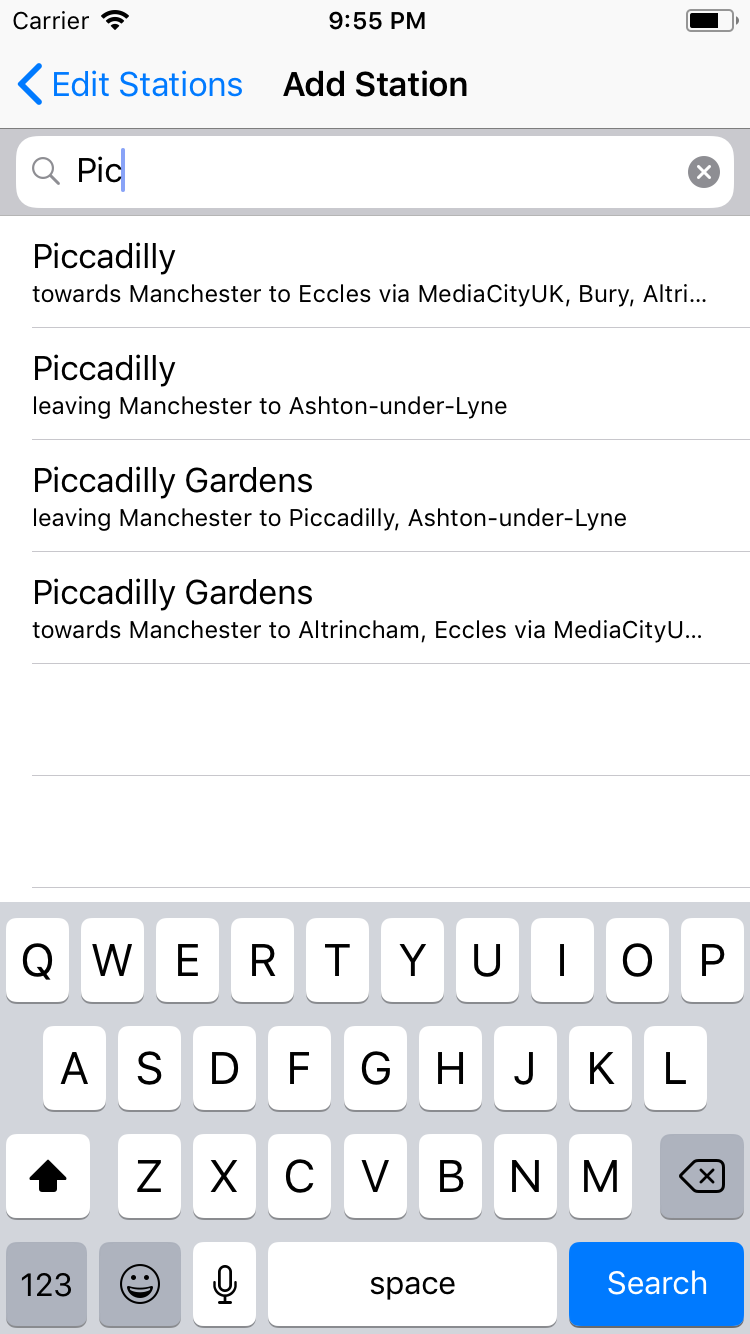 Carrier 9:55 PM
Edit Stations Add Station
Pic
Piccadilly
towards Manchester to Eccles via MediaCityUK, Bury, Altri...
Piccadilly
leaving Manchester to Ashton-under-Lyne
Piccadilly Gardens
leaving Manchester to Piccadilly, Ashton-under-Lyne
Piccadilly Gardens
towards Manchester to Altrincham, Eccles via MediaCityU...
Q W E R T Y U I O P
A S D F G H J K L
Z X C V B N M
123 space Search